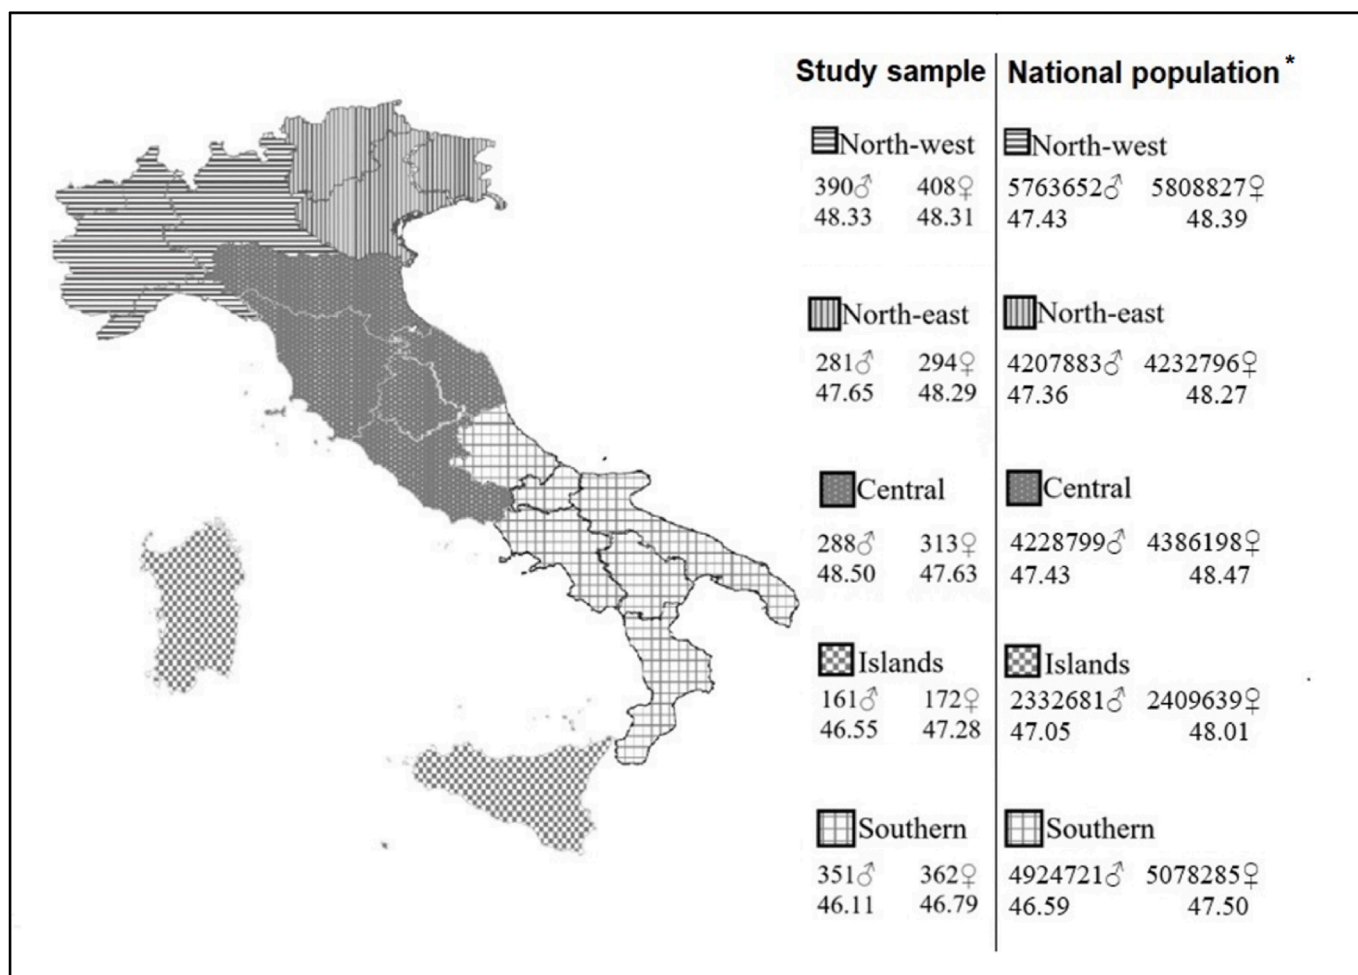 Study sample
National population*
North-west
390♂ 408♀
48.33 48.31
North-west
5763652♂ 5808827♀
47.43 48.39
North-east
281♂ 294♀
47.65 48.29
North-east
4207883♂ 4232796♀
47.36 48.27
Central
288♂ 313♀
48.50 47.63
Central
4228799♂ 4386198♀
47.43 48.47
Islands
161♂ 172♀
46.55 47.28
Islands
2332681♂ 2409639♀
47.05 48.01
Southern
351♂ 362♀
46.11 46.79
Southern
4924721♂ 5078285♀
46.59 47.50